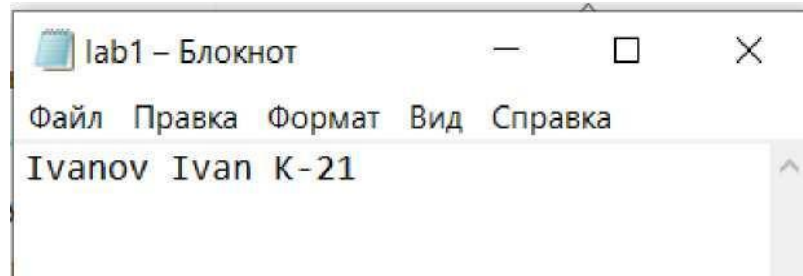 lab1 – Блокнот
Файл Правка Формат Вид Справка
Ivanov Ivan K-21